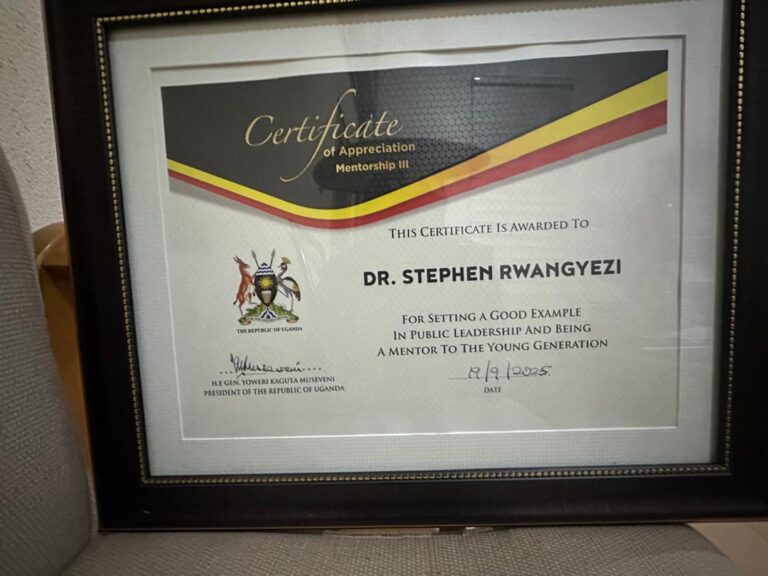 Certificate
of Appreciation
Mentorship III
THIS CERTIFICATE IS AWARDED TO
DR. STEPHEN RWANGYEZI
FOR SETTING A GOOD EXAMPLE
IN PUBLIC LEADERSHIP AND BEING
A MENTOR TO THE YOUNG GENERATION
19/9/2025
DATE
THE REPUBLIC OF UGANDA
H.E GEN. YOWERI KAGUTA MUSEVENI
PRESIDENT OF THE REPUBLIC OF UGANDA